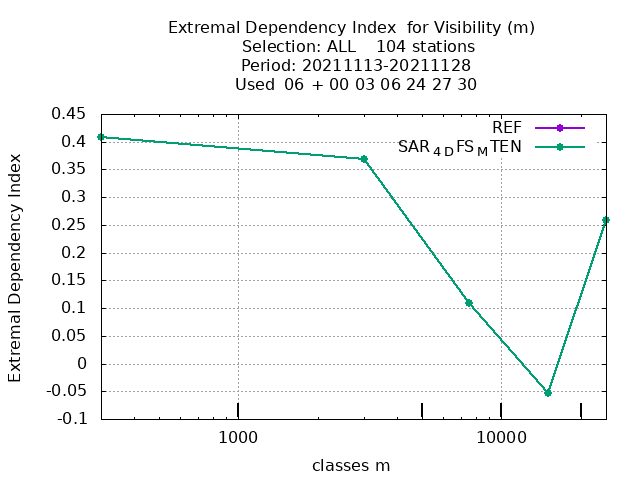 Extremal Dependency Index for Visibility (m)
Selection: ALL 104 stations
Period: 20211113-20211128
Used 06 + 00 03 06 24 27 30
0.45
0.4
0.35
0.3
0.25
0.2
0.15
0.1
0.05
0
-0.05
-0.1
Extremal Dependency Index
REF
SAR4DFSMTEN
1000
10000
classes m